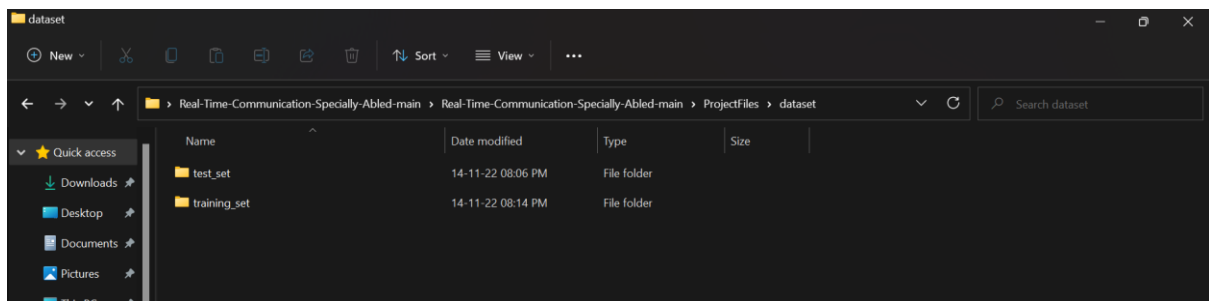 dataset
New Sort View
Real-Time-Communication-Specially-Abled-main > Real-Time-Communication-Specially-Abled-main > ProjectFiles > dataset Search dataset
Name Date modified Type Size
Quick access
test_set 14-11-22 08:06 PM File folder
Downloads
training_set 14-11-22 08:14 PM File folder
Desktop
Documents
Pictures